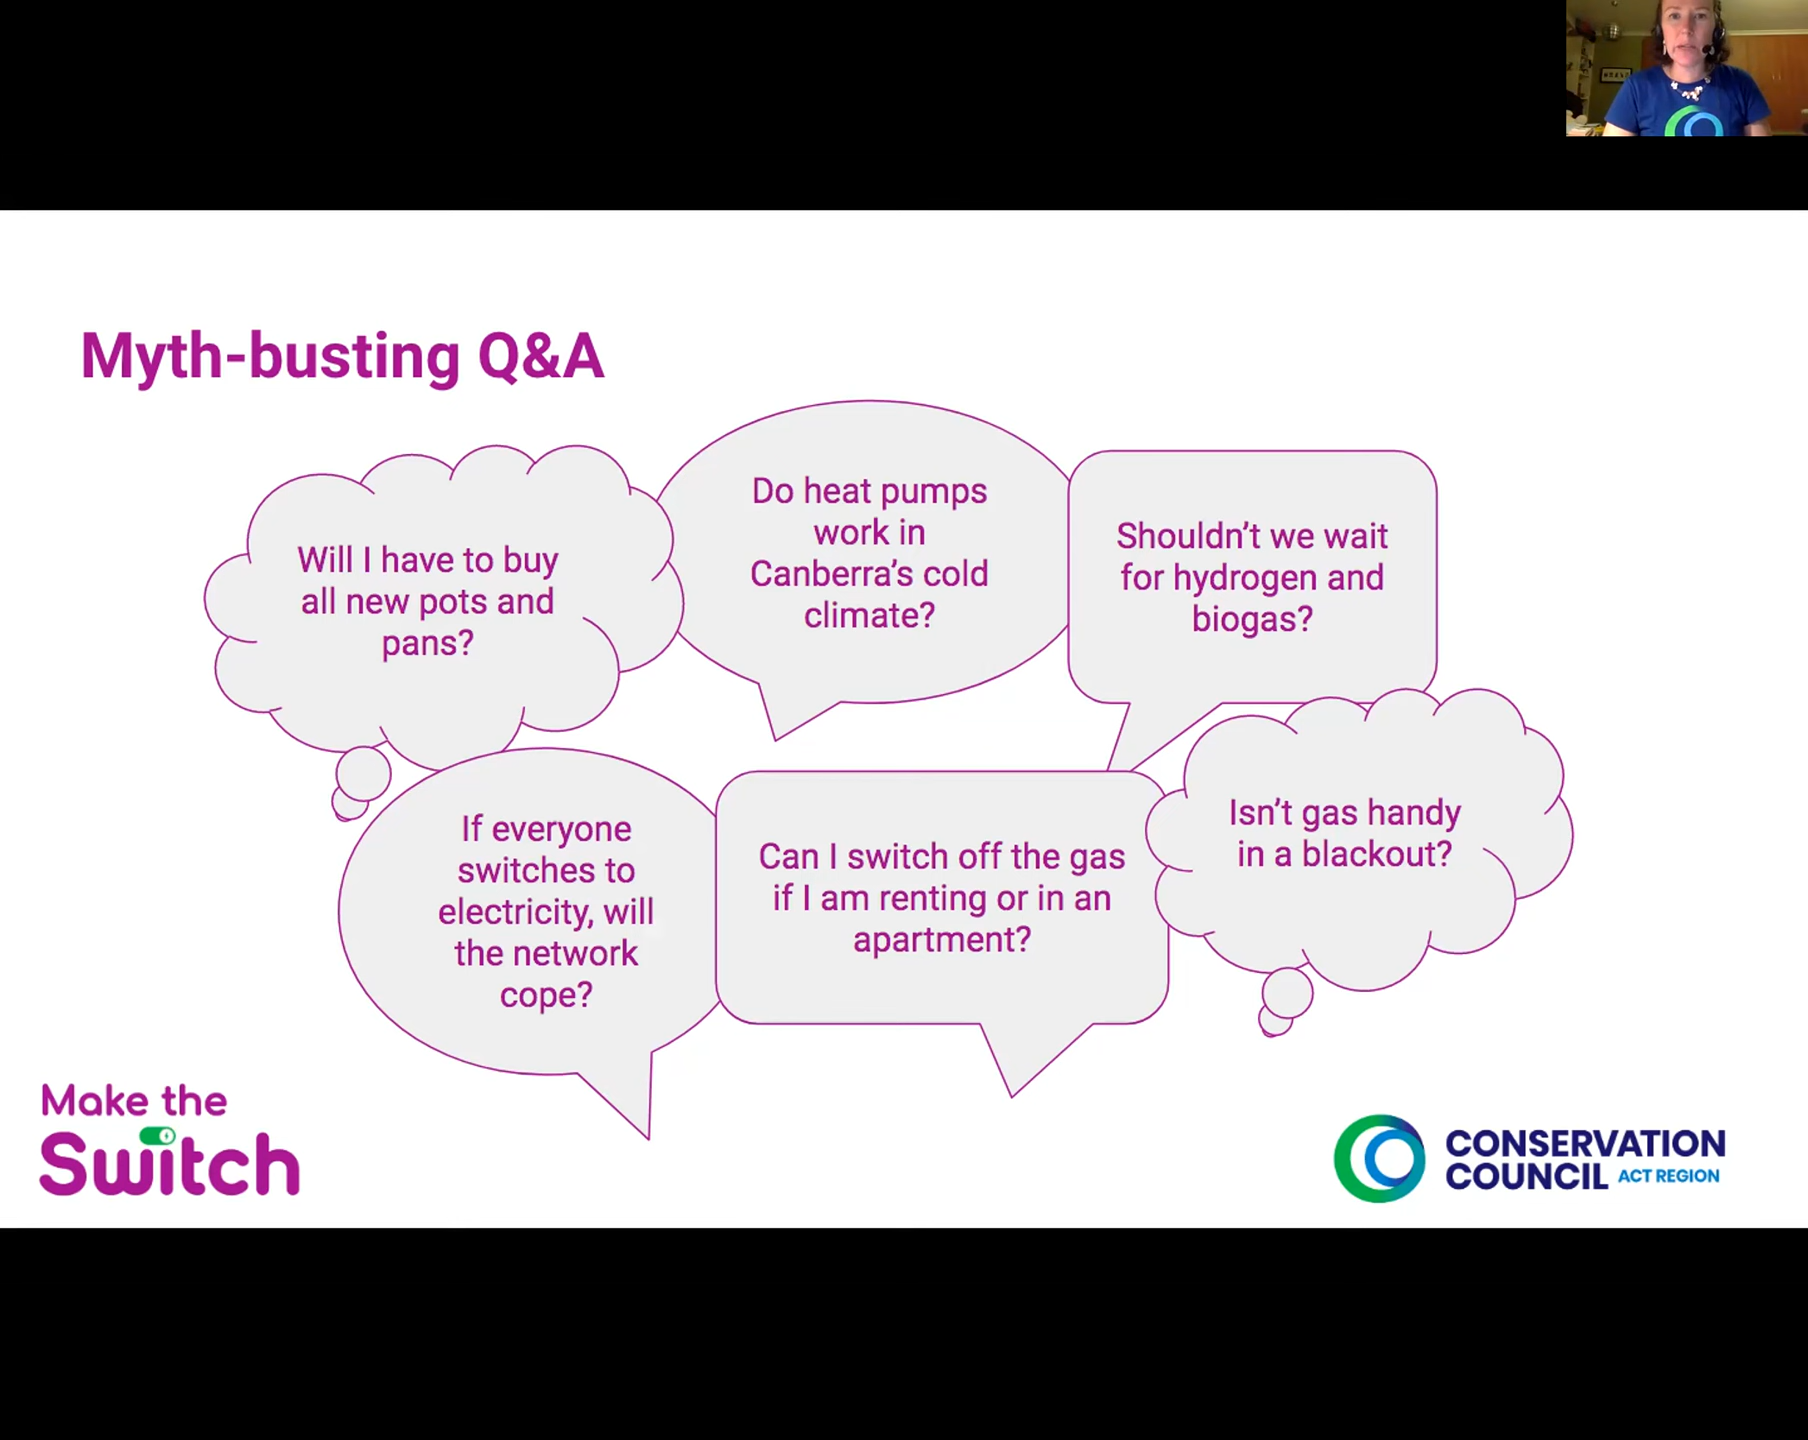 Myth-busting Q&A
Will I have to buy
all new pots and
pans?
Do heat pumps
work in
Canberra’s cold
climate?
Shouldn’t we wait
for hydrogen and
biogas?
If everyone
switches to
electricity, will
the network
cope?
Can I switch off the gas
if I am renting or in an
apartment?
Isn’t gas handy
in a blackout?
Make the
Switch
CONSERVATION
COUNCIL ACT REGION